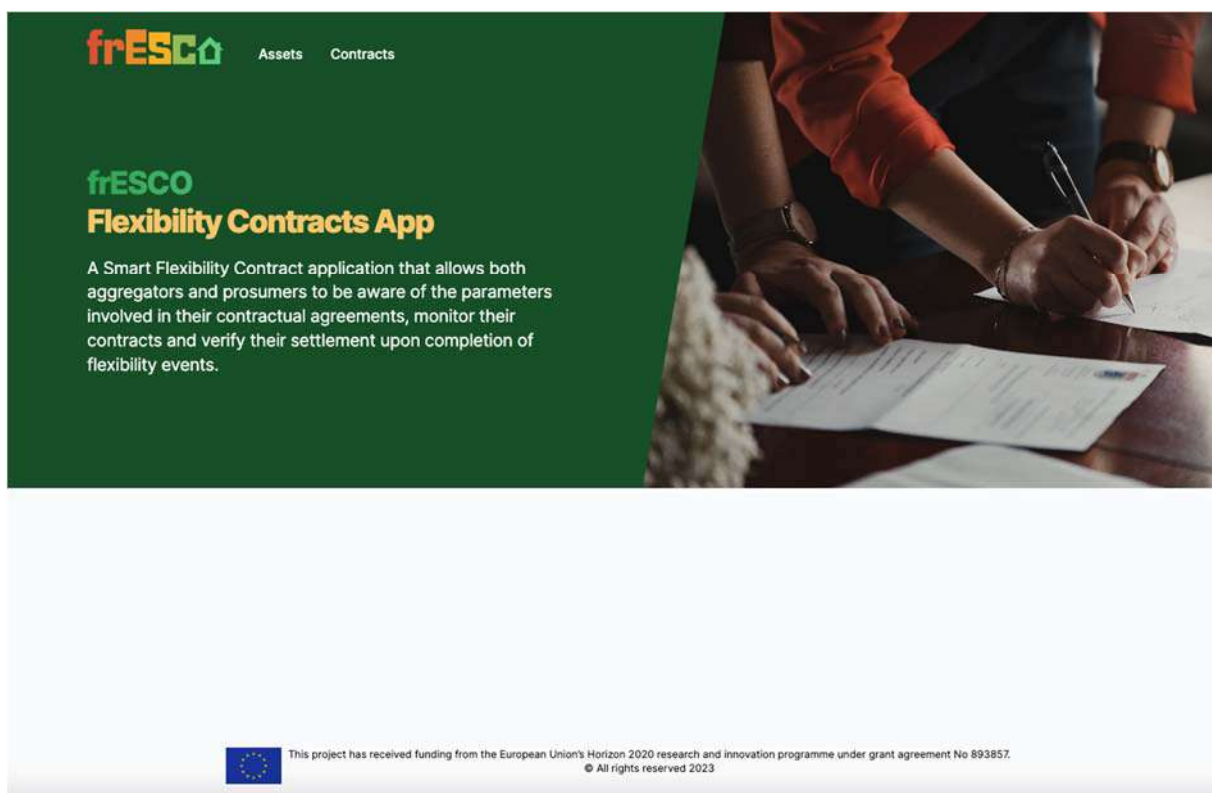 frESCO
Assets
Contracts
frESCO
Flexibility Contracts App
A Smart Flexibility Contract application that allows both
aggregators and prosumers to be aware of the parameters
involved in their contractual agreements, monitor their
contracts and verify their settlement upon completion of
flexibility events.
This project has received funding from the European Union's Horizon 2020 research and innovation programme under grant agreement No 893857.
© All rights reserved 2023